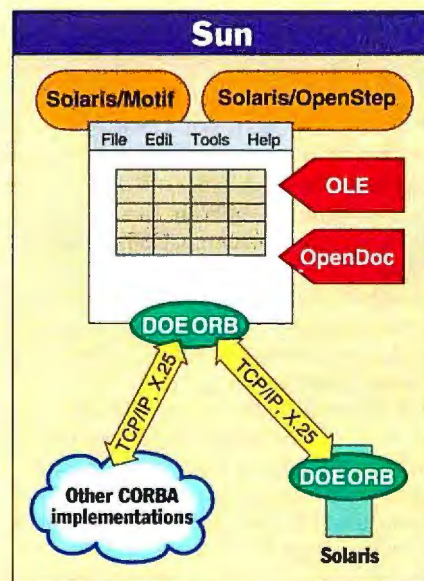 Sun
Solaris/Motif
Solaris/OpenStep
File Edit Tools Help
OLE
OpenDoc
DOE ORB
TCP/IP, X.25
TCP/IP, X.25
Other CORBA
implementations
DOE ORB
Solaris